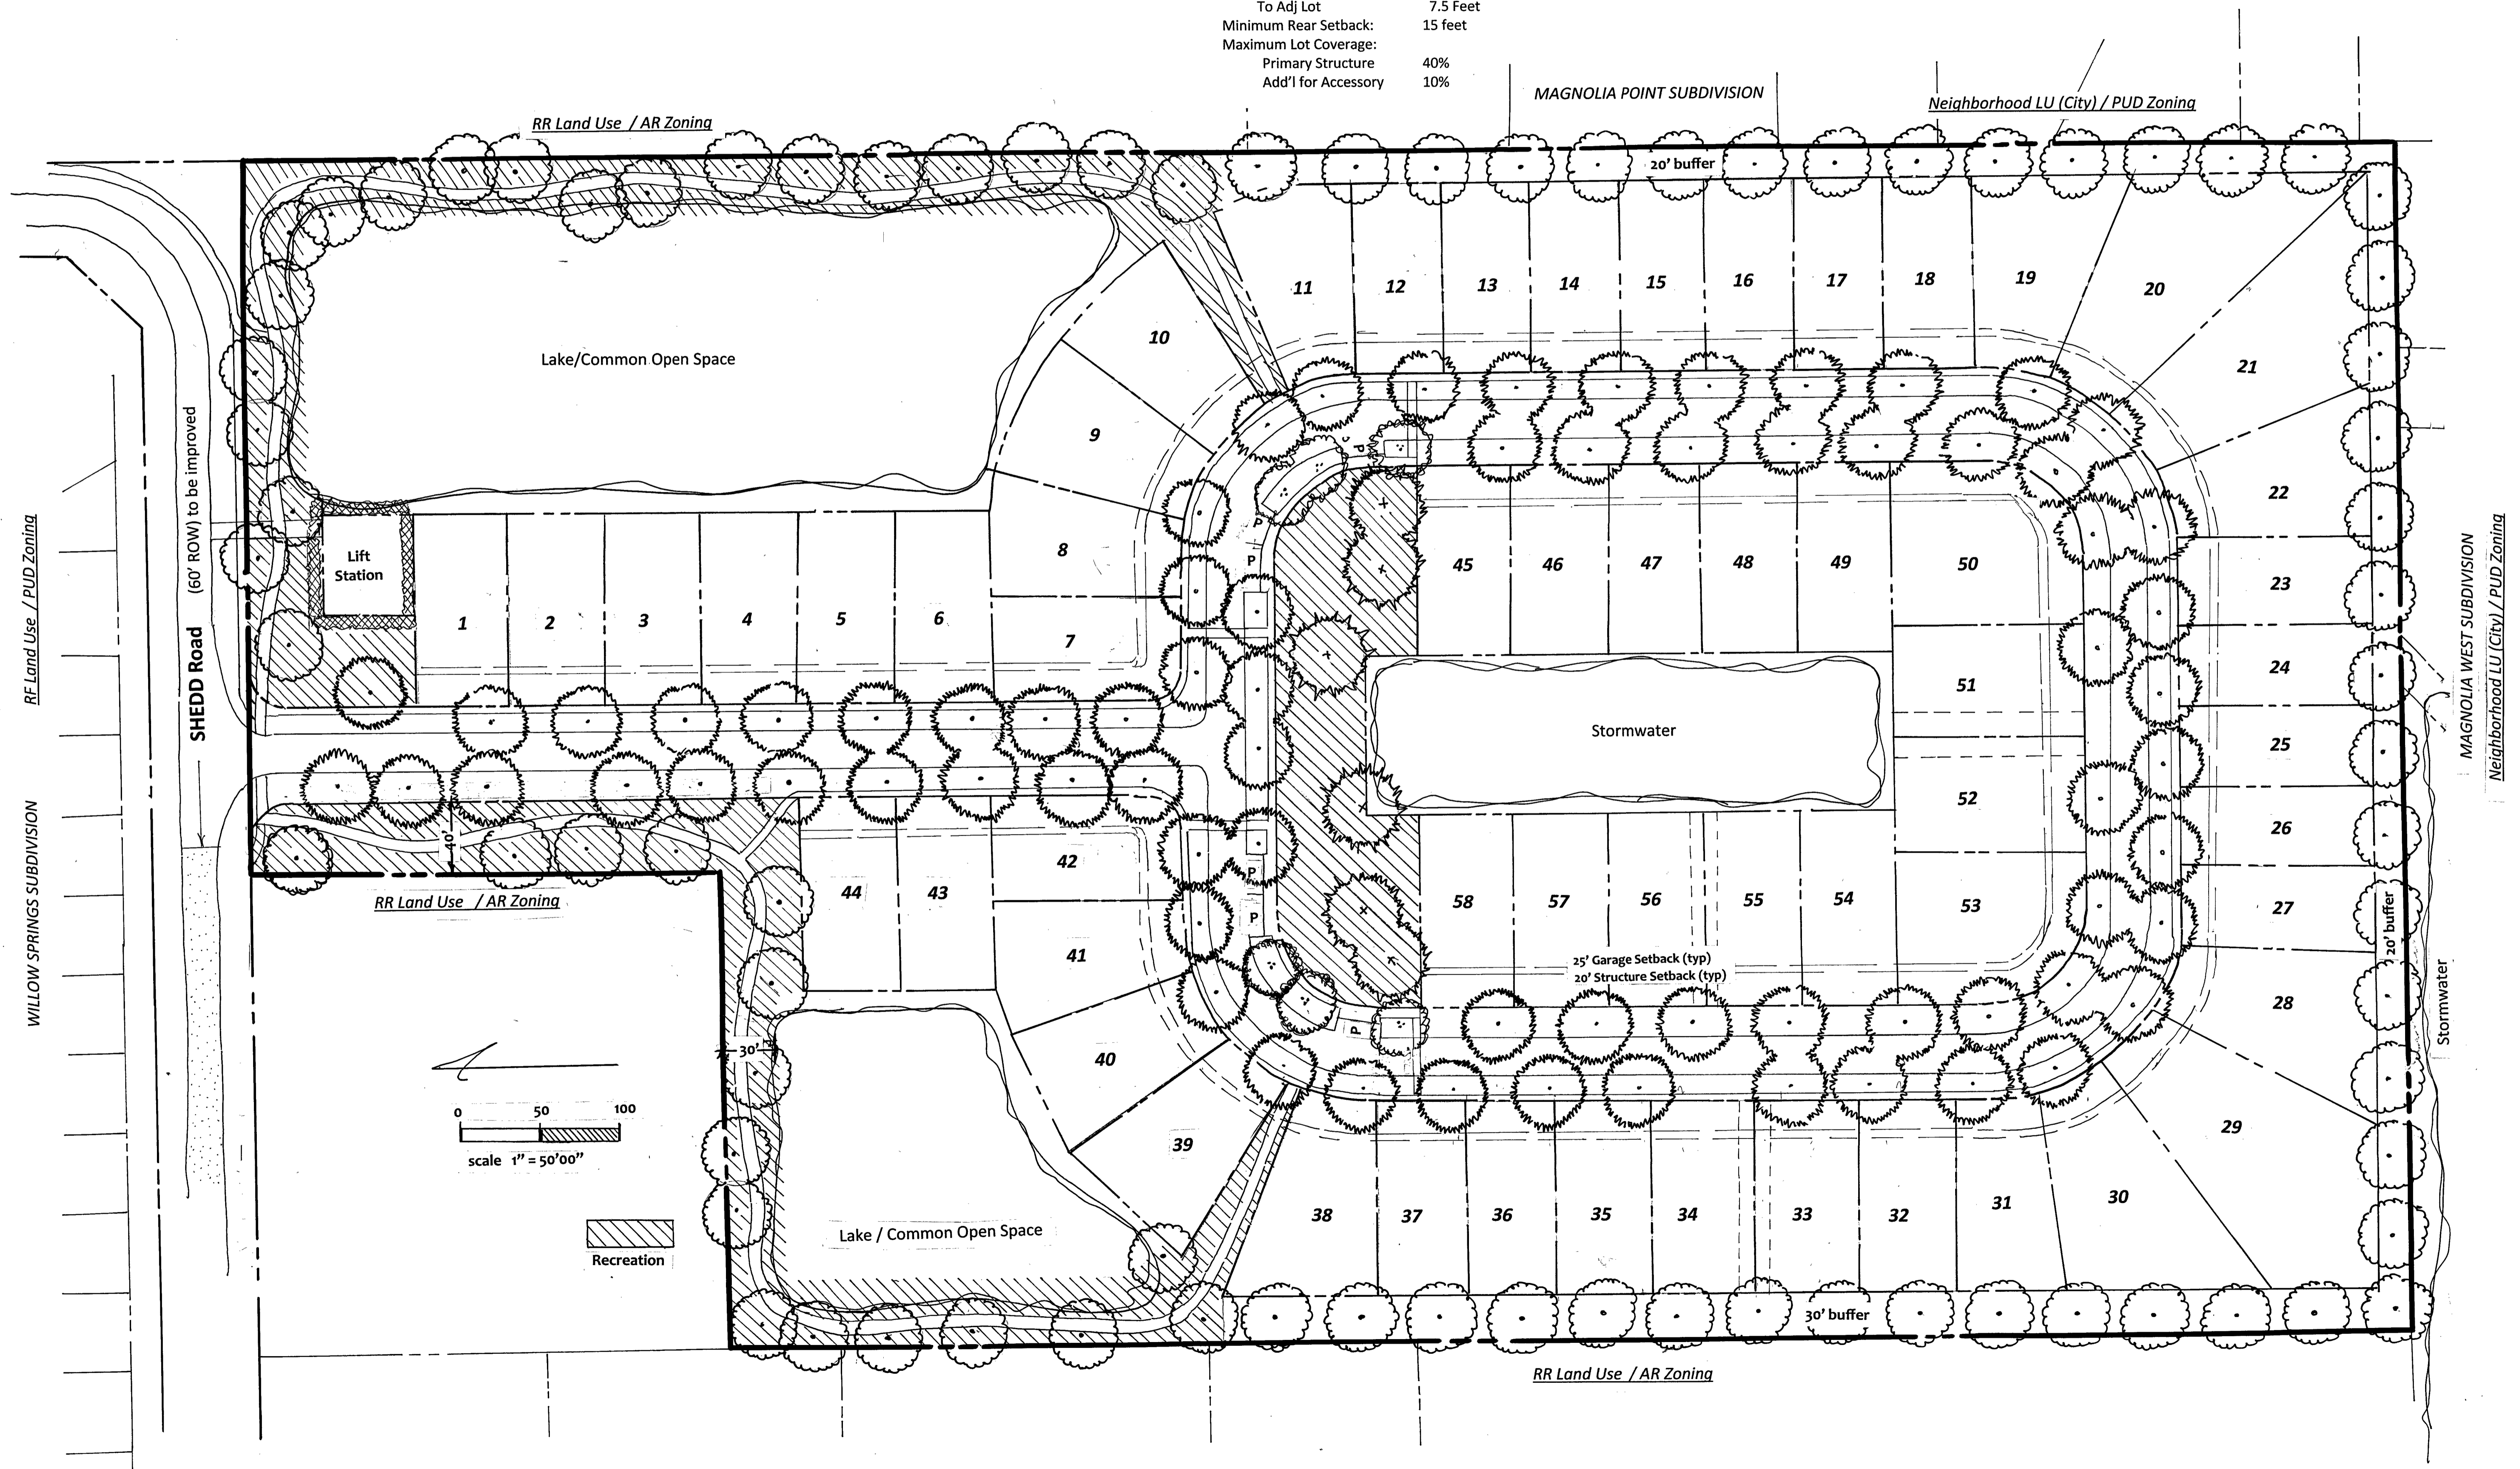 To Adj Lot 7.5 Feet
Minimum Rear Setback: 15 feet
Maximum Lot Coverage:
Primary Structure 40%
Add'l for Accessory 10%
MAGNOLIA POINT SUBDIVISION
Neighborhood LU (City) / PUD Zoning
RR Land Use / AR Zoning
20' buffer
11
12
13
14
15
16
17
18
19
20
21
10
9
8
7
Lake/Common Open Space
Lift
Station
1
2
3
4
5
6
SHEDD Road (60' ROW) to be improved
RF Land Use / PUD Zoning
WILLOW SPRINGS SUBDIVISION
P
P
P
45
46
47
48
49
50
51
52
53
Stormwater
58
57
56
55
54
25' Garage Setback (typ)
20' Structure Setback (typ)
P
P
P
22
23
24
25
26
27
28
29
30
20' buffer
MAGNOLIA WEST SUBDIVISION
Neighborhood LU (City) / PUD Zoning
Stormwater
40'
RR Land Use / AR Zoning
44
43
42
41
40
39
30'
0 50 100
scale 1" = 50'00"
Recreation
Lake / Common Open Space
38
37
36
35
34
33
32
31
30' buffer
RR Land Use / AR Zoning